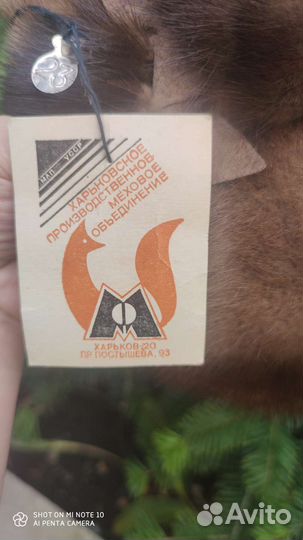 МЛП УССР
ХАРЬКОВСКОЕ
ПРОИЗВОДСТВЕННОЕ
МЕХОВОЕ
ОБЪЕДИНЕНИЕ
ХАРЬКОВ-20
ПР. ПОСТЫШЕВА, 93
SHOT ON MI NOTE 10
AI PENTA CAMERA
Avito